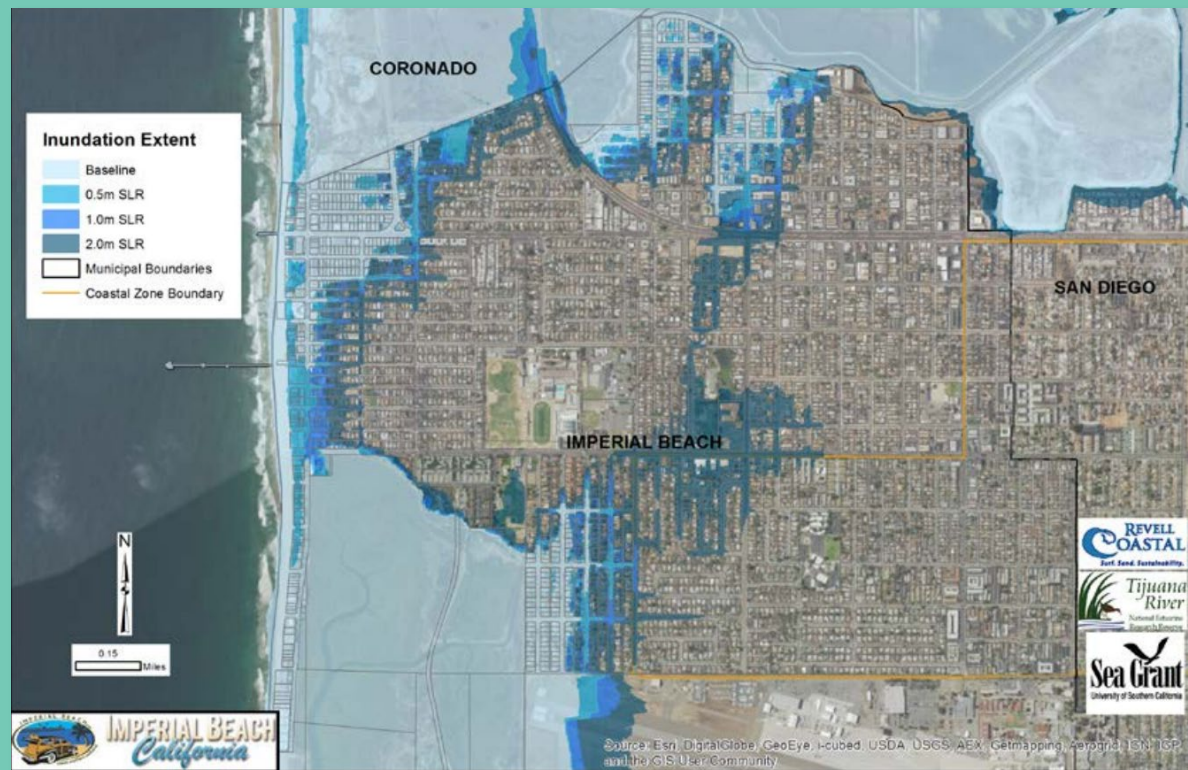 CORONADO
Inundation Extent
Baseline
0.5m SLR
1.0m SLR
2.0m SLR
Municipal Boundaries
Coastal Zone Boundary
SAN DIEGO
IMPERIAL BEACH
N
0.15
Miles
REVELL
COASTAL
Surf. Sand. Sustainability.
Tijuana
River
National Estuarine
Research Reserve
Sea Grant
University of Southern California
IMPERIAL BEACH
IMPERIAL BEACH
California
Source: Esri, DigitalGlobe, GeoEye, i-cubed, USDA, USGS, AEX, Getmapping, Aerogrid, IGN, IGP,
and the GIS User Community